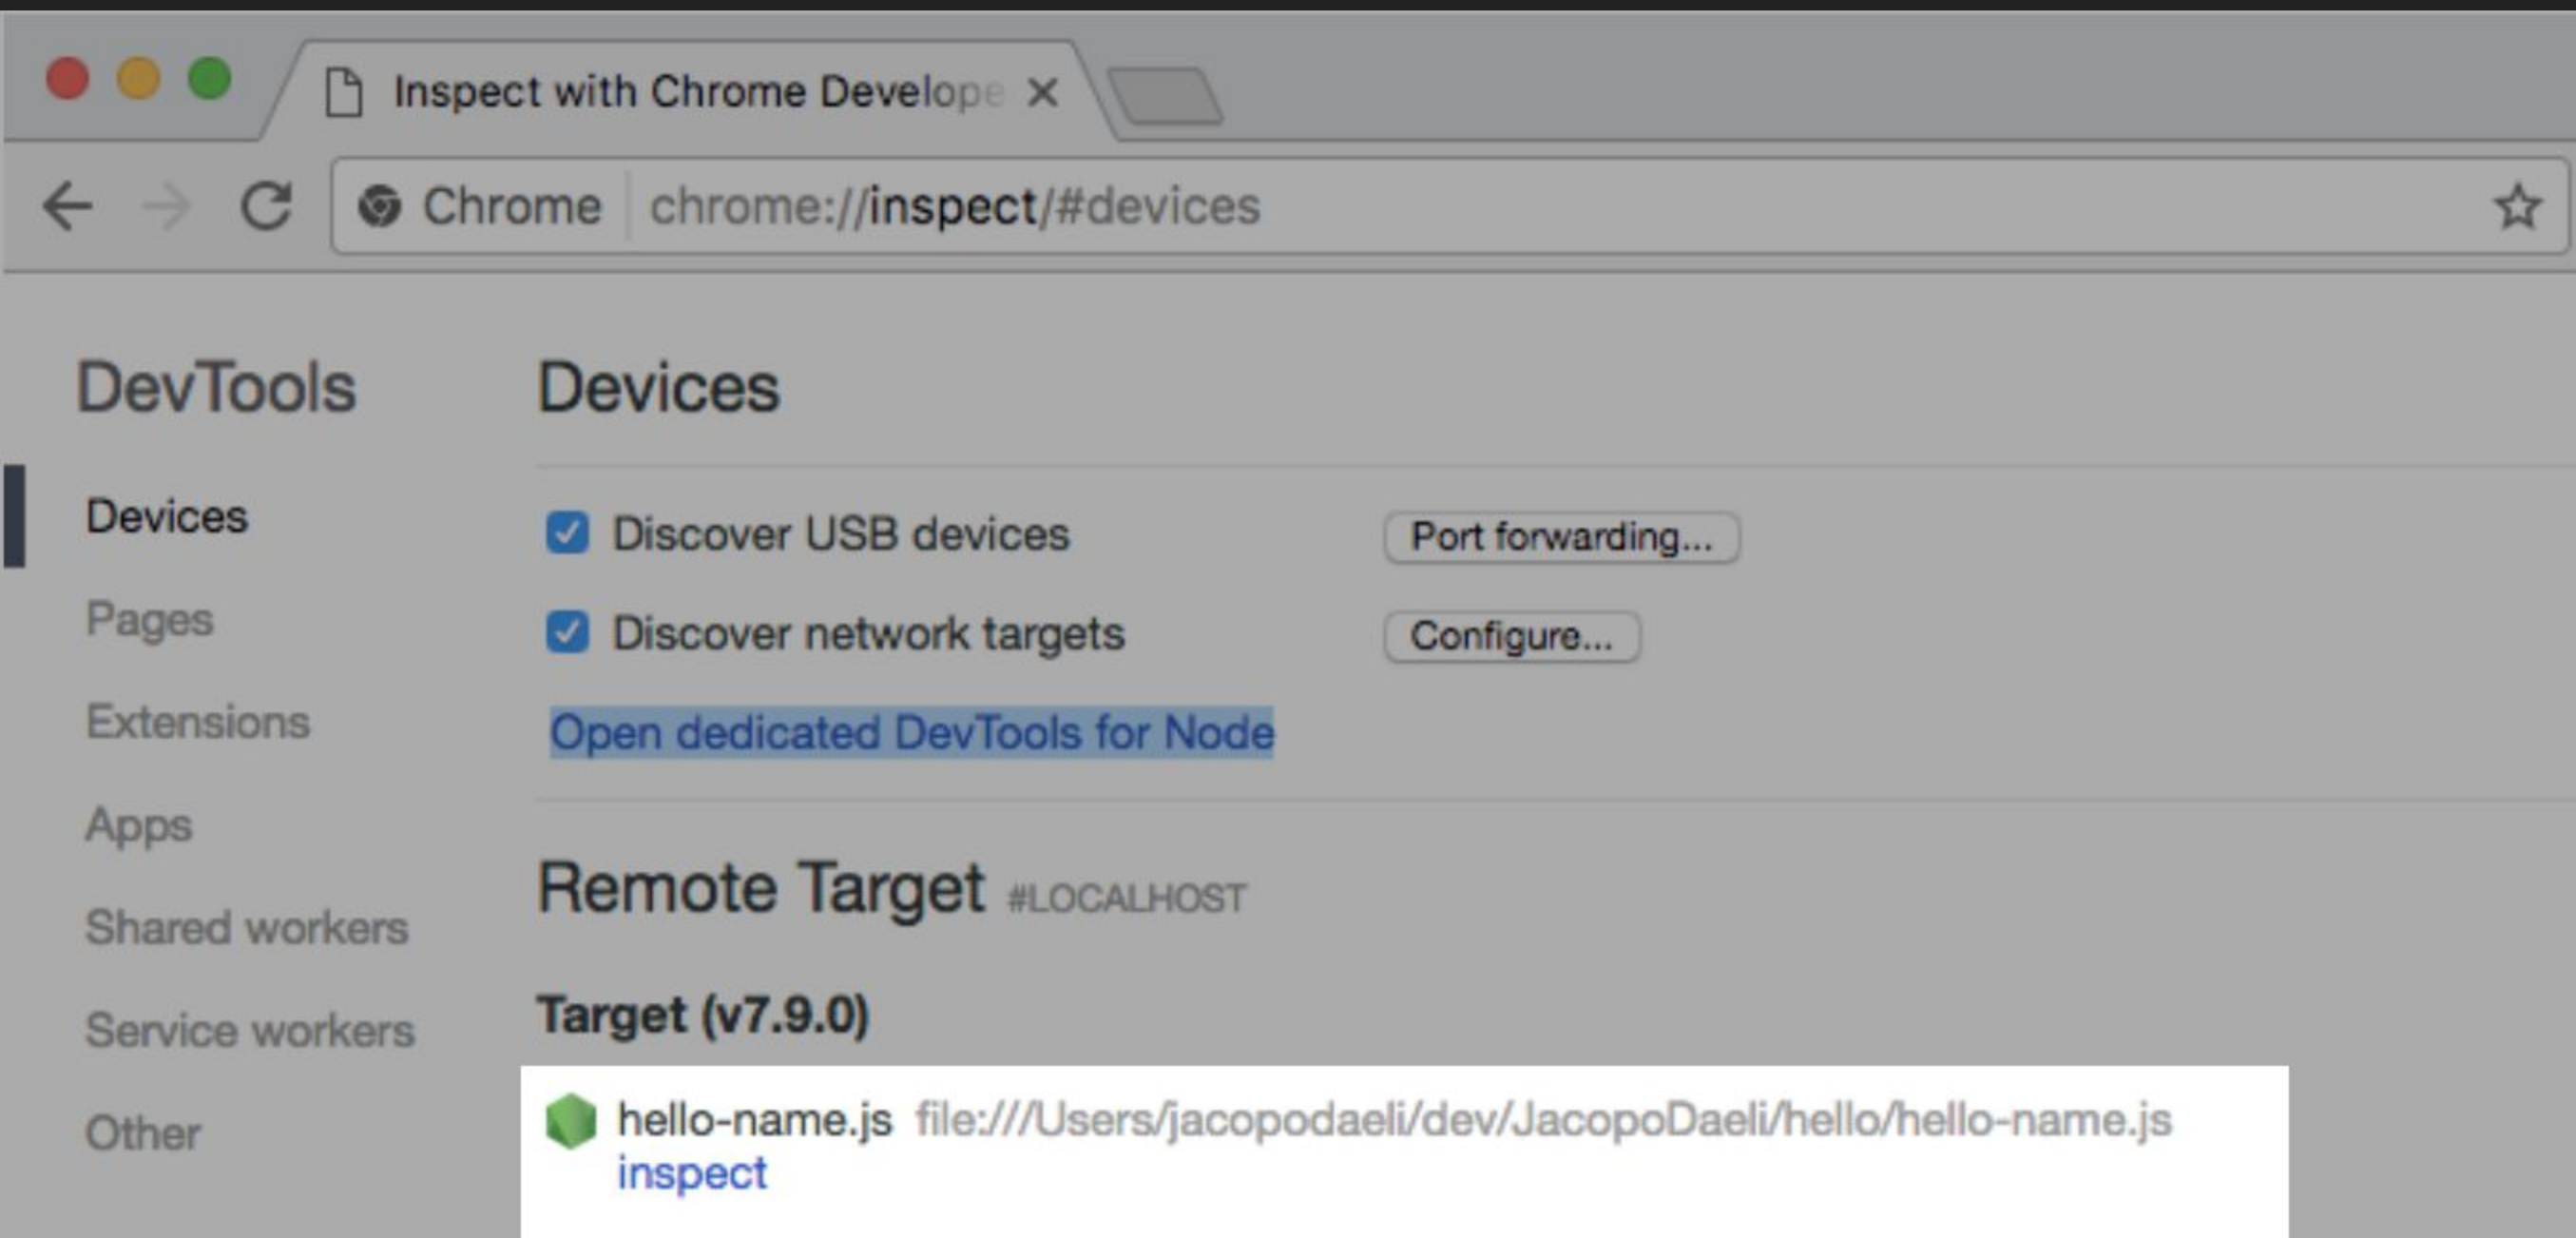 Inspect with Chrome Develope
Chrome chrome://inspect/#devices
DevTools
Devices
Pages
Extensions
Apps
Shared workers
Service workers
Other
Devices
Discover USB devices Port forwarding...
Discover network targets Configure...
Open dedicated DevTools for Node
Remote Target #LOCALHOST
Target (v7.9.0)
hello-name.js file:///Users/jacopodaeli/dev/JacopoDaeli/hello/hello-name.js
inspect